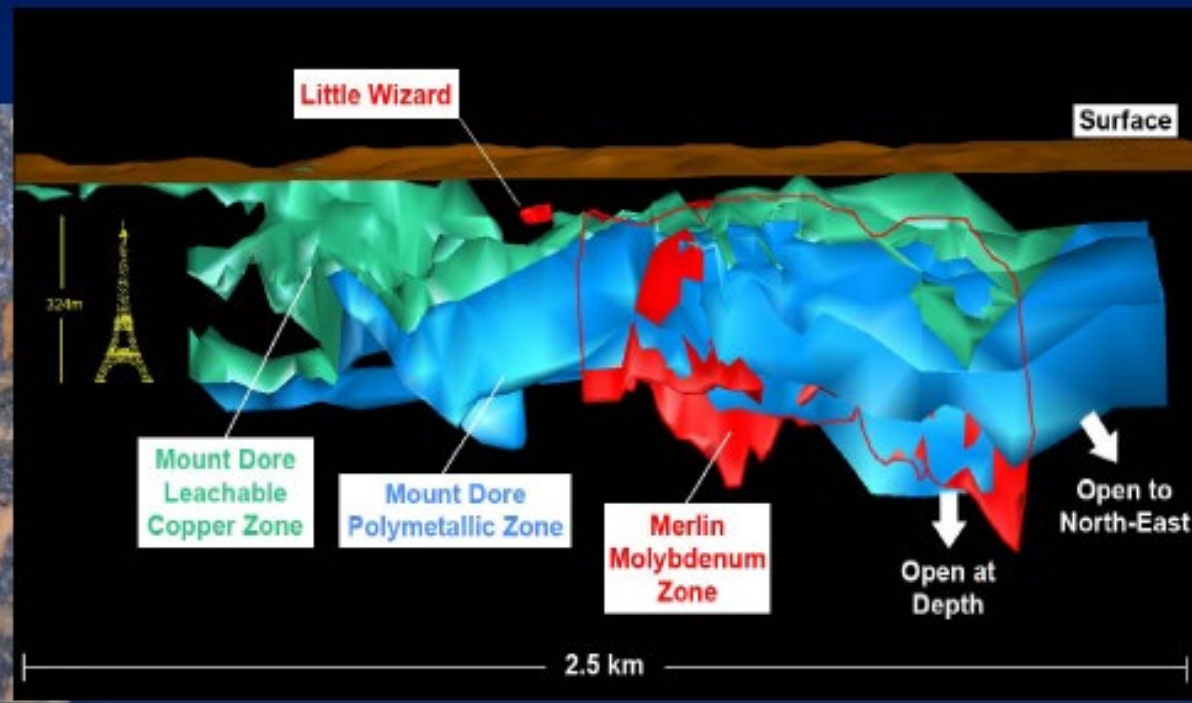 Little Wizard
Surface
324m
Mount Dore
Leachable
Copper Zone
Mount Dore
Polymetallic Zone
Merlin
Molybdenum
Zone
Open at
Depth
Open to
North-East
2.5 km